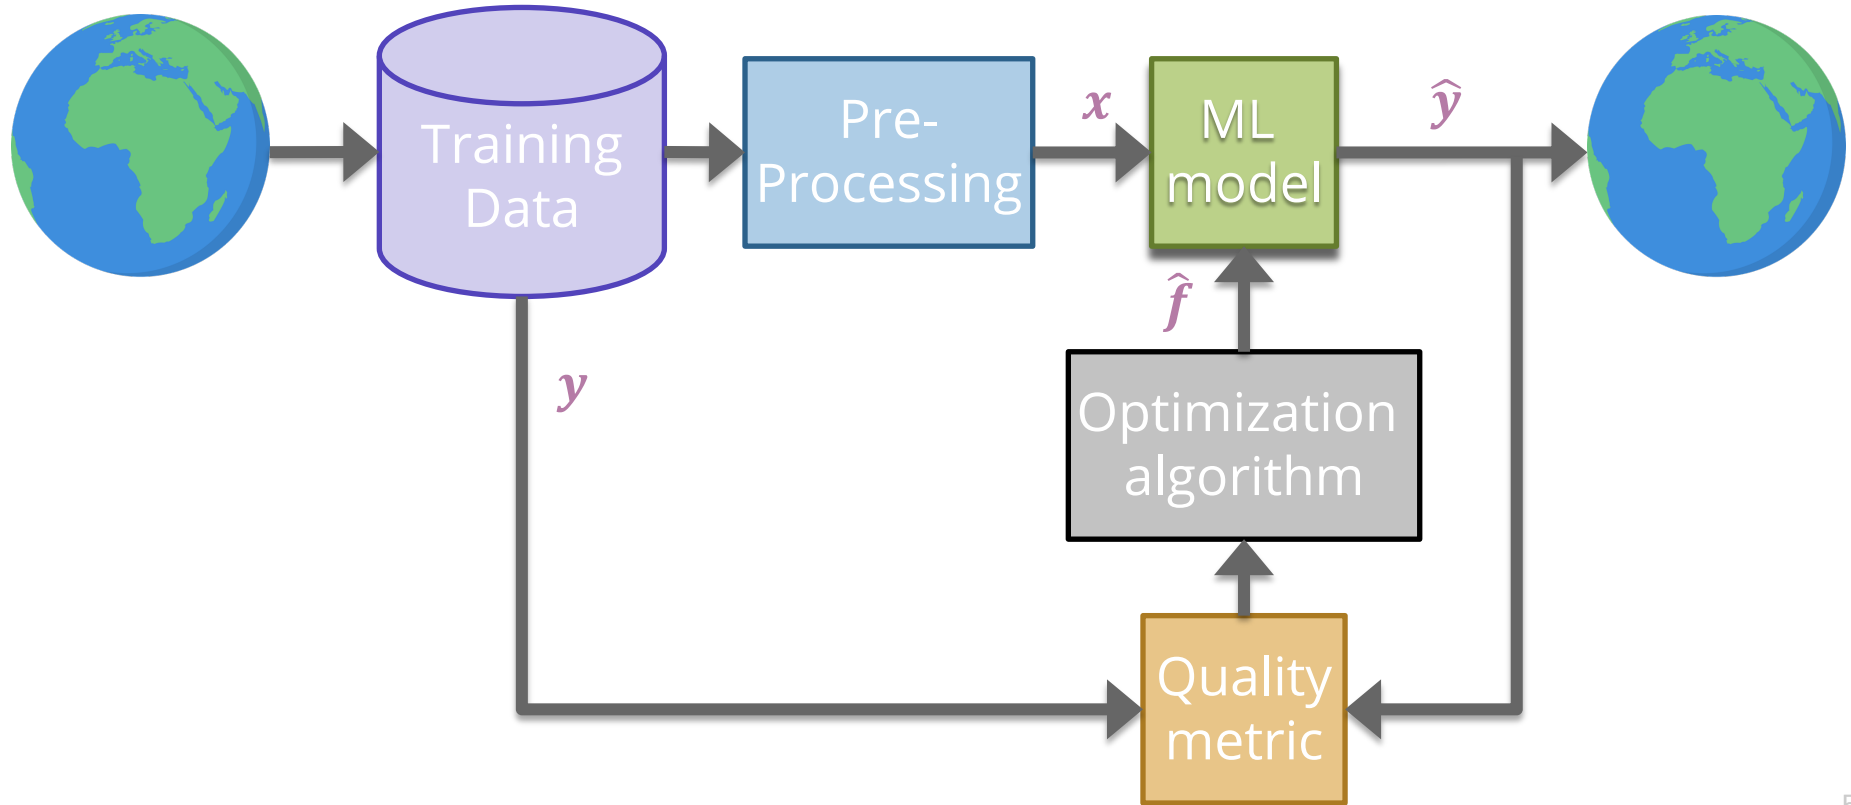 Training
Data
Pre-
Processing
x
ML
model
ŷ
f̂
y
Optimization
algorithm
Quality
metric